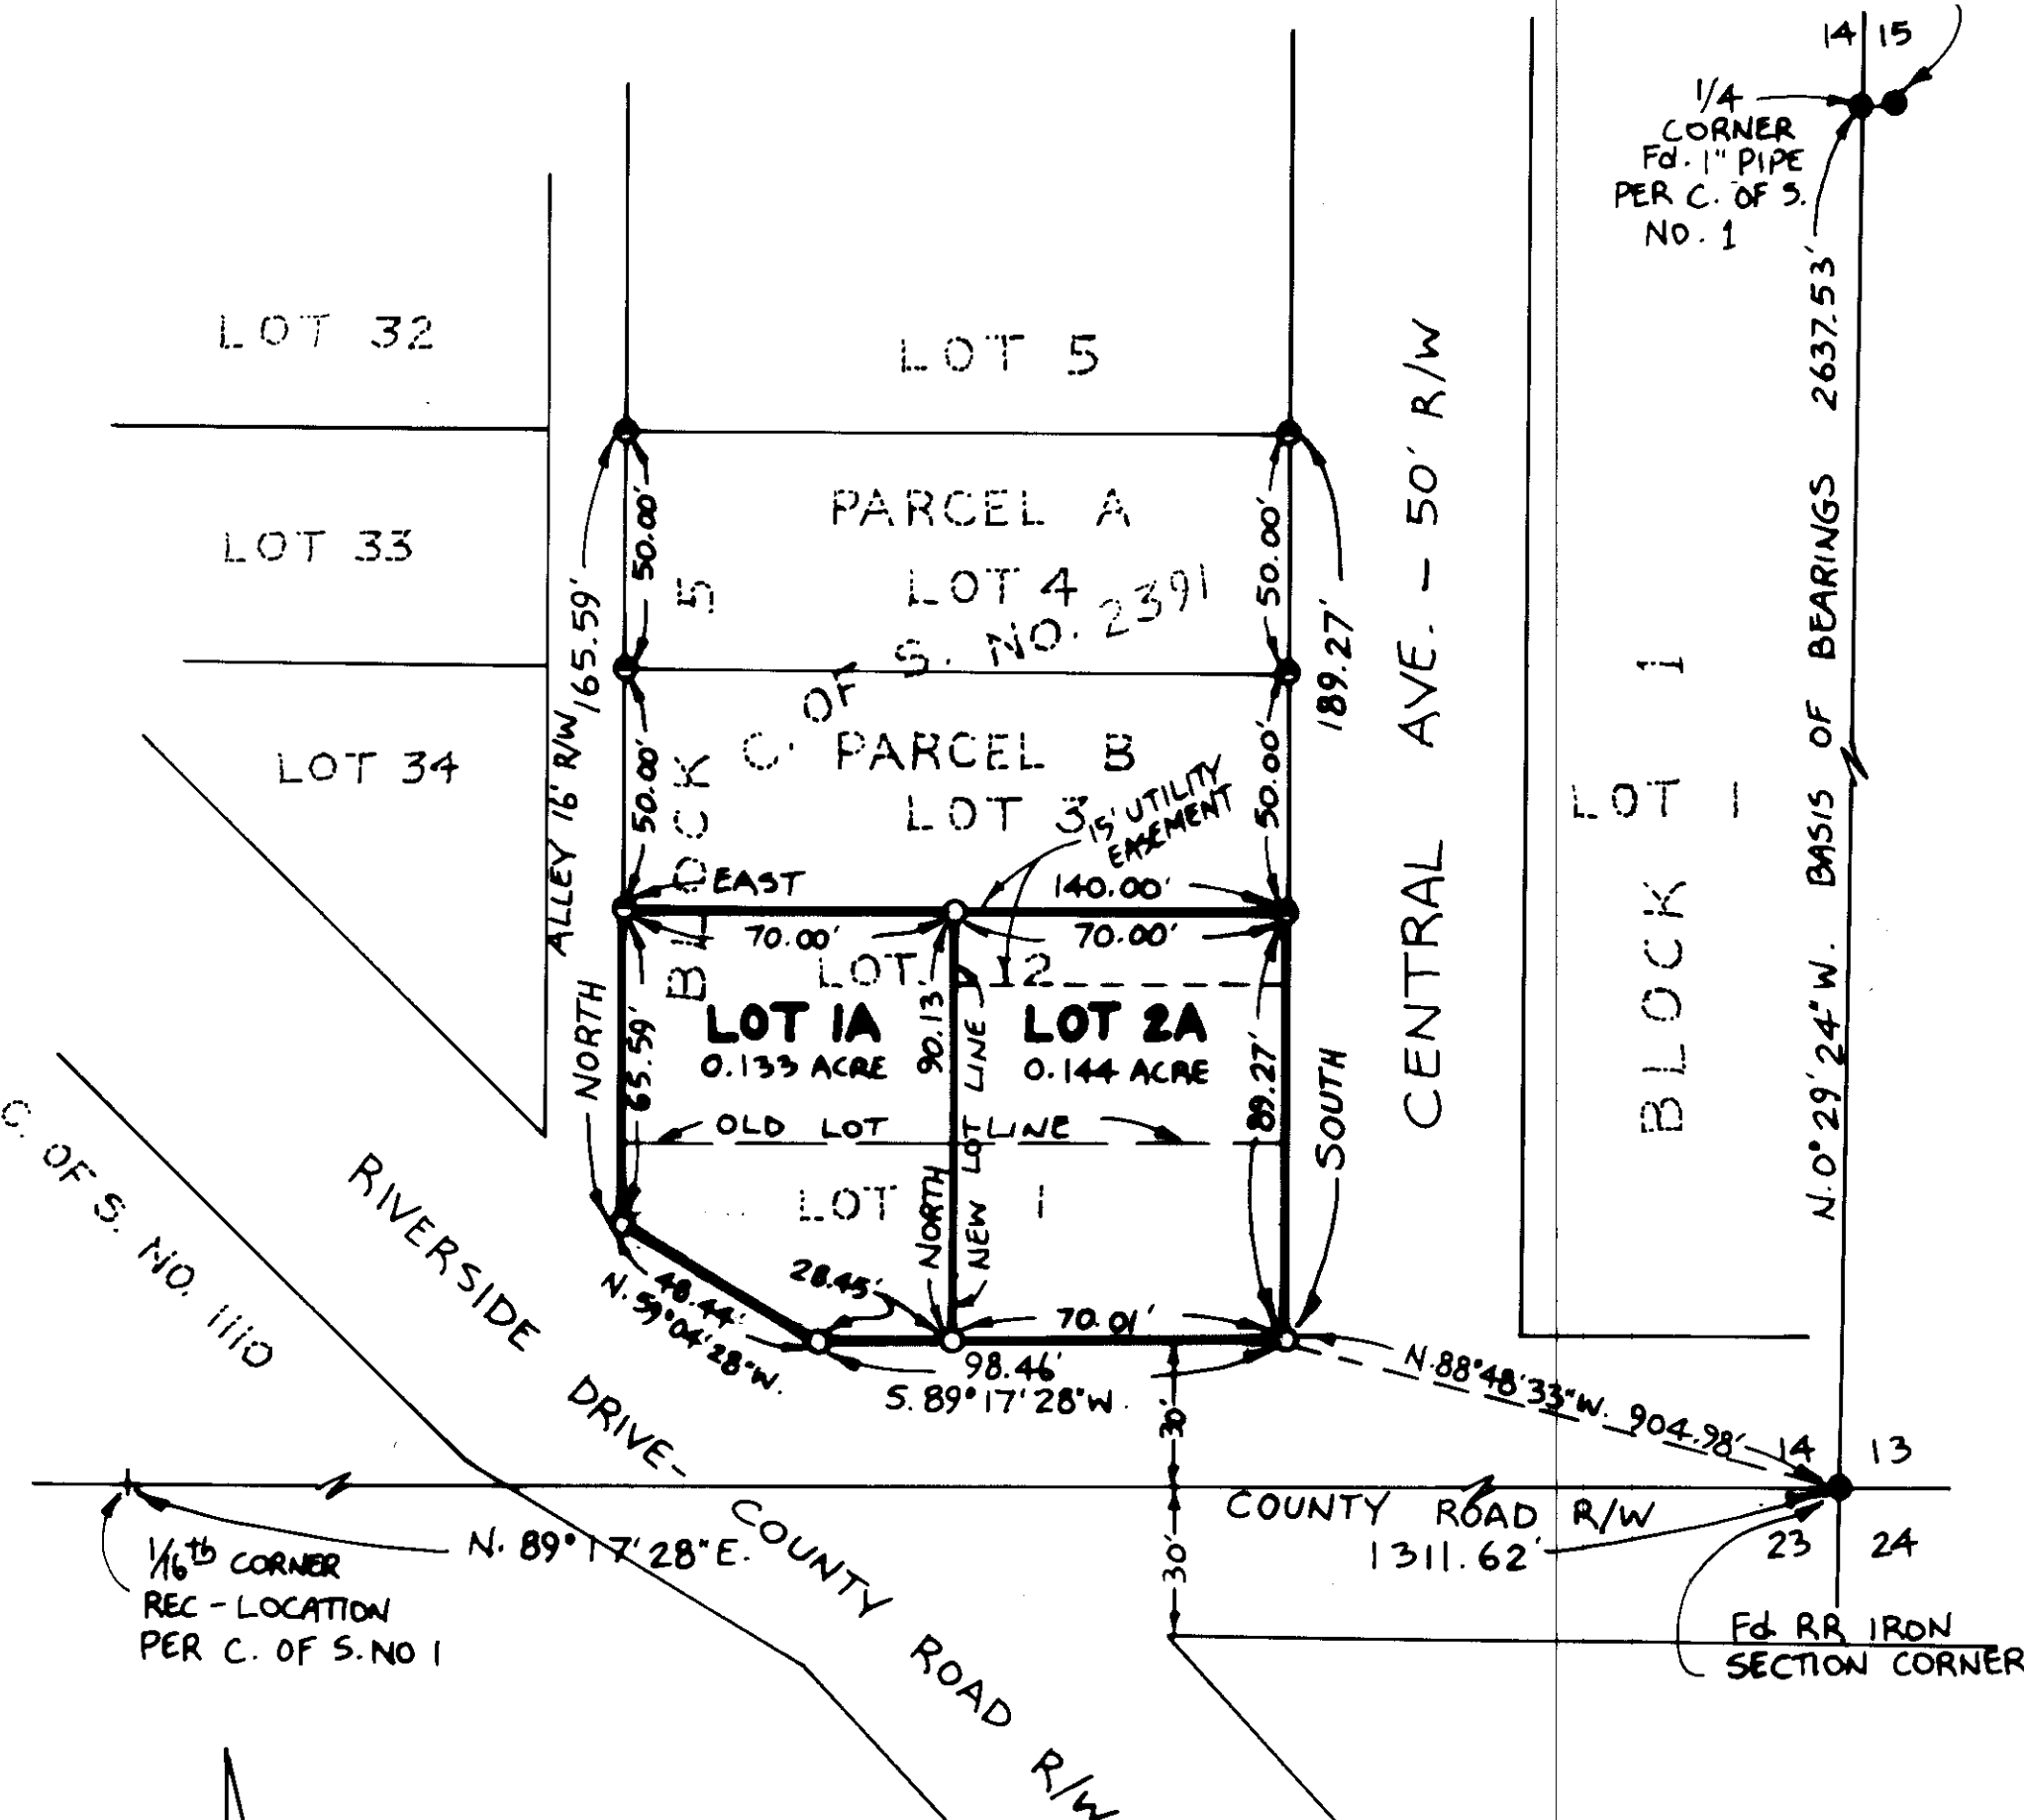 14 15
1/4
CORNER
Fd. 1" PIPE
PER C. OF S.
NO. 1
LOT 32
LOT 5
LOT 33
PARCEL A
LOT 4
C. OF S. NO. 2391
50.00'
50.00'
165.59'
189.27'
LOT 34
PARCEL B
LOT 3
15' UTILITY
EASEMENT
50.00'
50.00'
ALLEY 16' R/W
BLOCK 5
CENTRAL AVE. - 50' R/W
LOT 1
BLOCK 1
N. 0° 29' 24" W. BASIS OF BEARINGS 2637.53'
EAST
140.00'
70.00'
70.00'
LOT 2
LOT 1A
0.133 ACRE
90.13
LOT 2A
0.144 ACRE
NORTH
65.59'
89.27'
SOUTH
OLD LOT LINE
NEW LOT LINE
NORTH
LOT 1
28.45'
48.44'
N. 59° 04' 28" W.
70.01'
98.46'
S. 89° 17' 28" W.
N. 88° 48' 33" W. 904.98'
C. OF S. NO. 1110
RIVERSIDE DRIVE - COUNTY ROAD R/W
30'
30'
14 13
23 24
COUNTY ROAD R/W
1311.62'
N. 89° 17' 28" E.
1/16th CORNER
REC - LOCATION
PER C. OF S. NO 1
Fd. RR IRON
SECTION CORNER